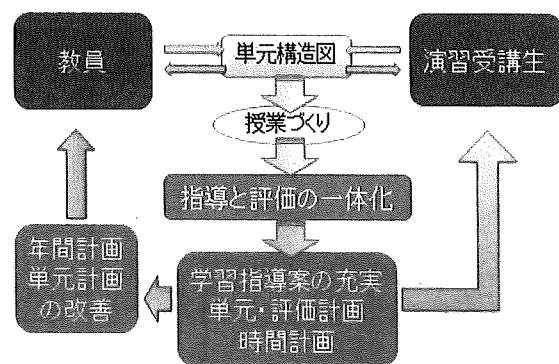 教員
単元構造図
演習受講生
授業づくり
指導と評価の一体化
年間計画
単元計画
の改善
学習指導案の充実
単元・評価計画
時間計画